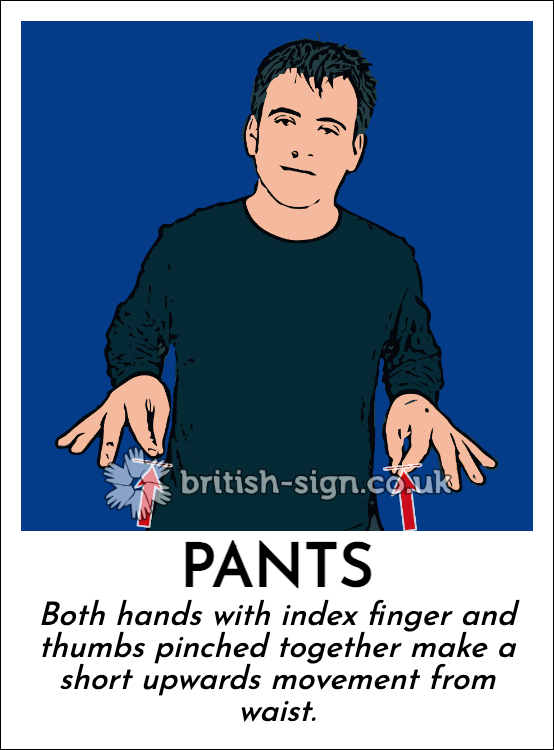 british-sign.co.uk
PANTS
Both hands with index finger and
thumbs pinched together make a
short upwards movement from
waist.